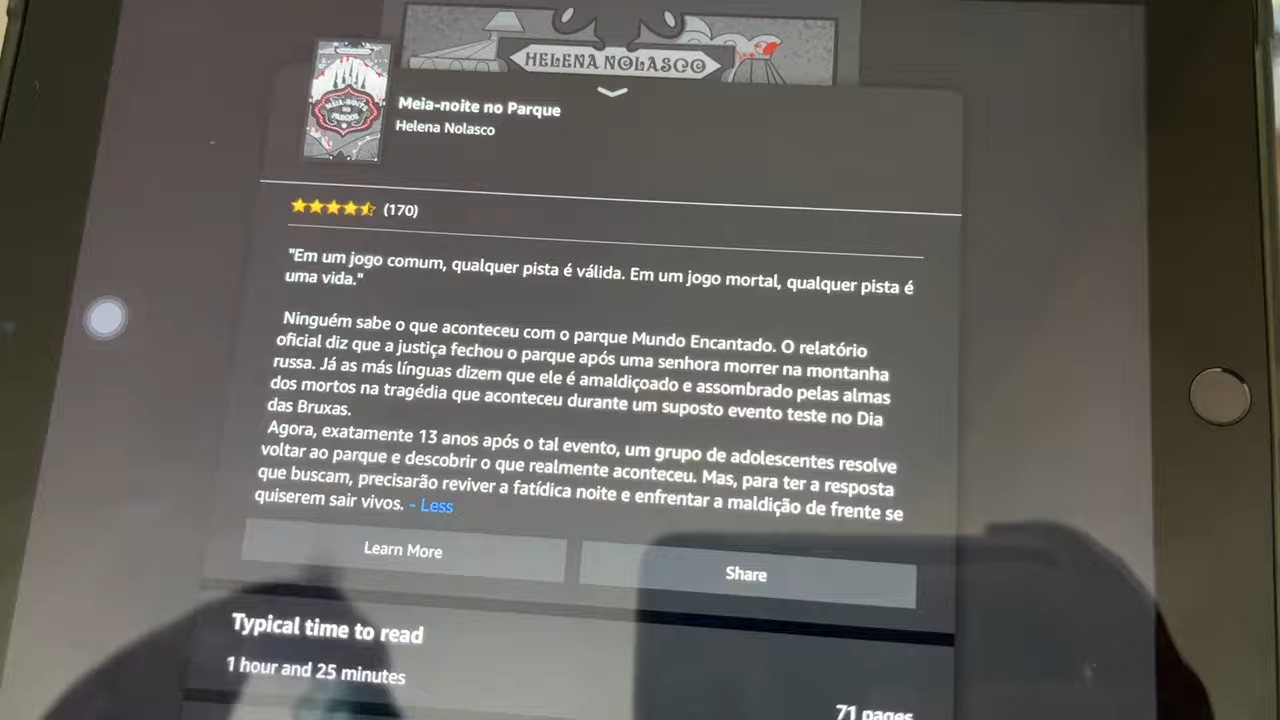 HELENA NOLASCO
MEIA-NOITE
NO
PARQUE
Meia-noite no Parque
Helena Nolasco
(170)
"Em um jogo comum, qualquer pista é válida. Em um jogo mortal, qualquer pista é
uma vida."
Ninguém sabe o que aconteceu com o parque Mundo Encantado. O relatório
oficial diz que a justiça fechou o parque após uma senhora morrer na montanha
russa. Já as más línguas dizem que ele é amaldiçoado e assombrado pelas almas
dos mortos na tragédia que aconteceu durante um suposto evento teste no Dia
das Bruxas.
Agora, exatamente 13 anos após o tal evento, um grupo de adolescentes resolve
voltar ao parque e descobrir o que realmente aconteceu. Mas, para ter a resposta
que buscam, precisarão reviver a fatídica noite e enfrentar a maldição de frente se
quiserem sair vivos. - Less
Learn More
Share
Typical time to read
1 hour and 25 minutes
71 pages